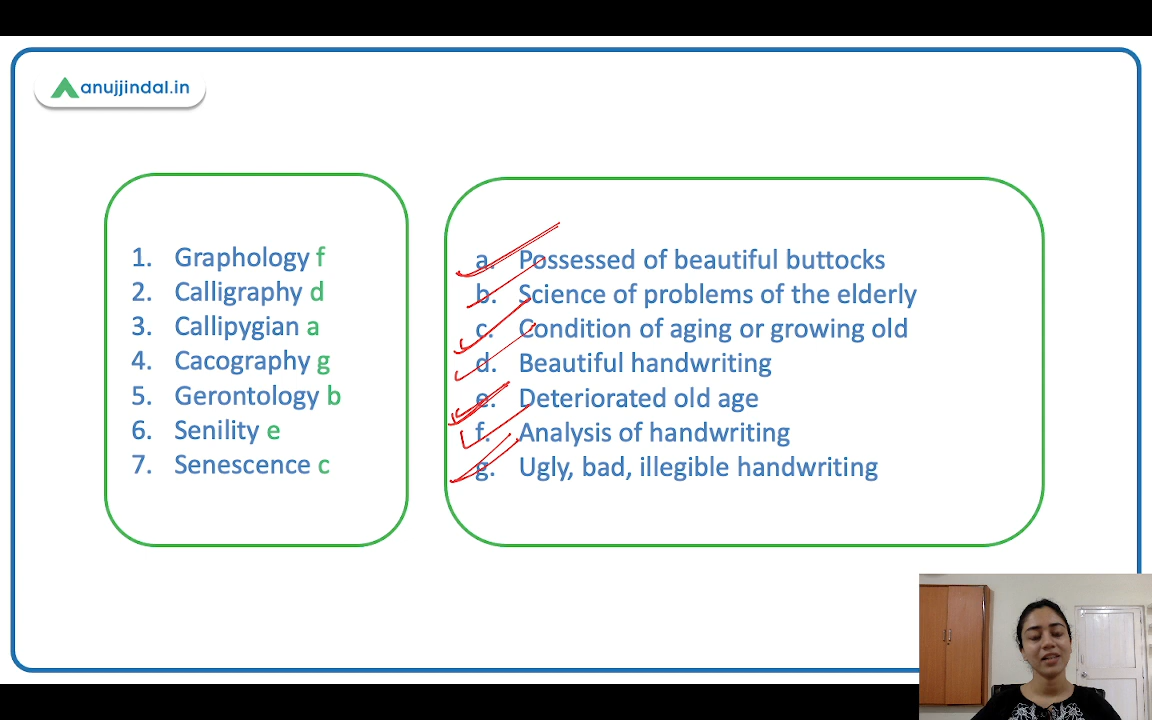 anujjindal.in
1. Graphology f
2. Calligraphy d
3. Callipygian a
4. Cacography g
5. Gerontology b
6. Senility e
7. Senescence c
a. Possessed of beautiful buttocks
b. Science of problems of the elderly
c. Condition of aging or growing old
d. Beautiful handwriting
e. Deteriorated old age
f. Analysis of handwriting
g. Ugly, bad, illegible handwriting